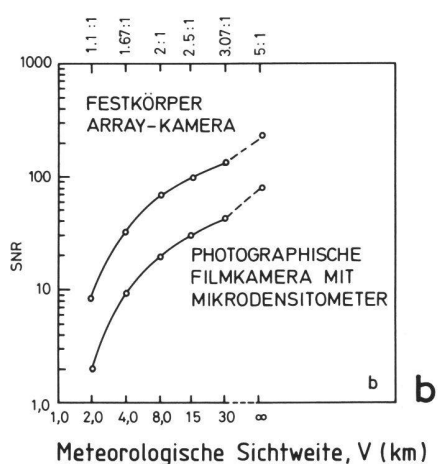 1.1 :1 1.67:1 2:1 2.5:1 3.07:1 5:1
1000
FESTKÖRPER
ARRAY-KAMERA
100
SNR
PHOTOGRAPHISCHE
FILMKAMERA MIT
MIKRODENSITOMETER
10
b
b
1,0
1,0 2,0 4,0 8,0 15 30 ∞
Meteorologische Sichtweite, V (km)